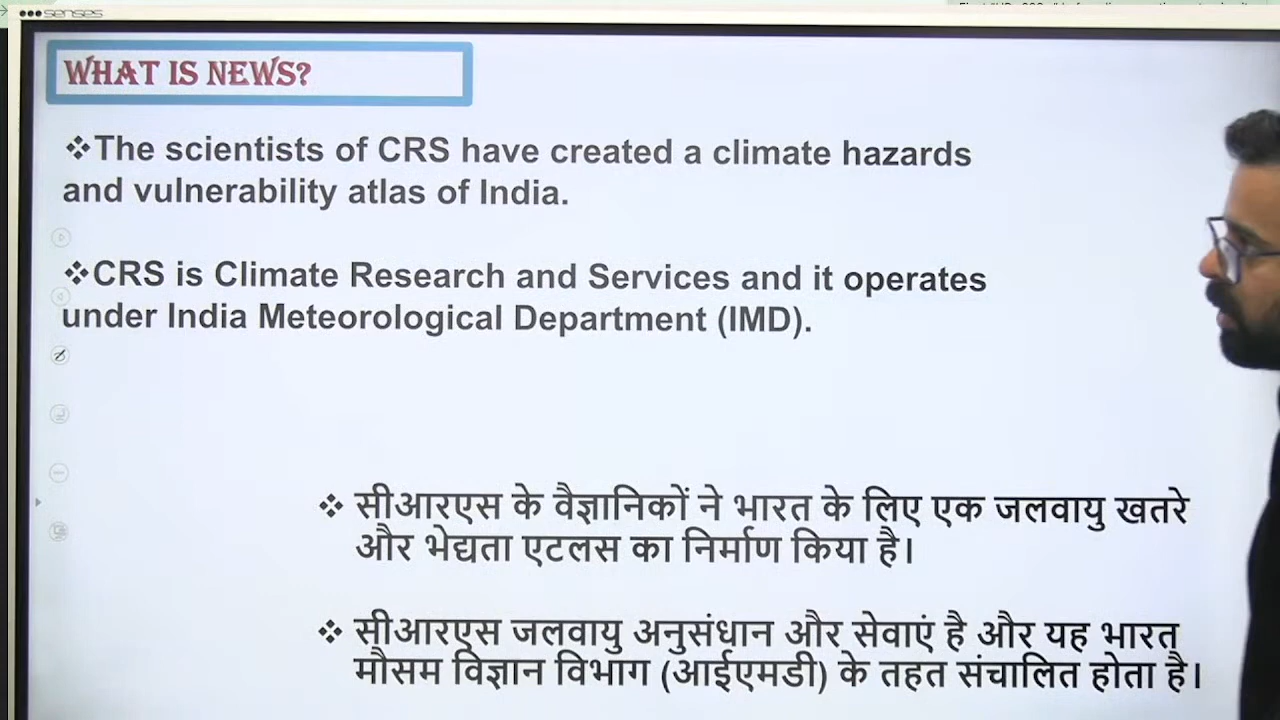 senses
WHAT IS NEWS?
❖The scientists of CRS have created a climate hazards
and vulnerability atlas of India.
❖CRS is Climate Research and Services and it operates
under India Meteorological Department (IMD).
❖ सीआरएस के वैज्ञानिकों ने भारत के लिए एक जलवायु खतरे
और भेद्यता एटलस का निर्माण किया है।
❖ सीआरएस जलवायु अनुसंधान और सेवाएं है और यह भारत
मौसम विज्ञान विभाग (आईएमडी) के तहत संचालित होता है।